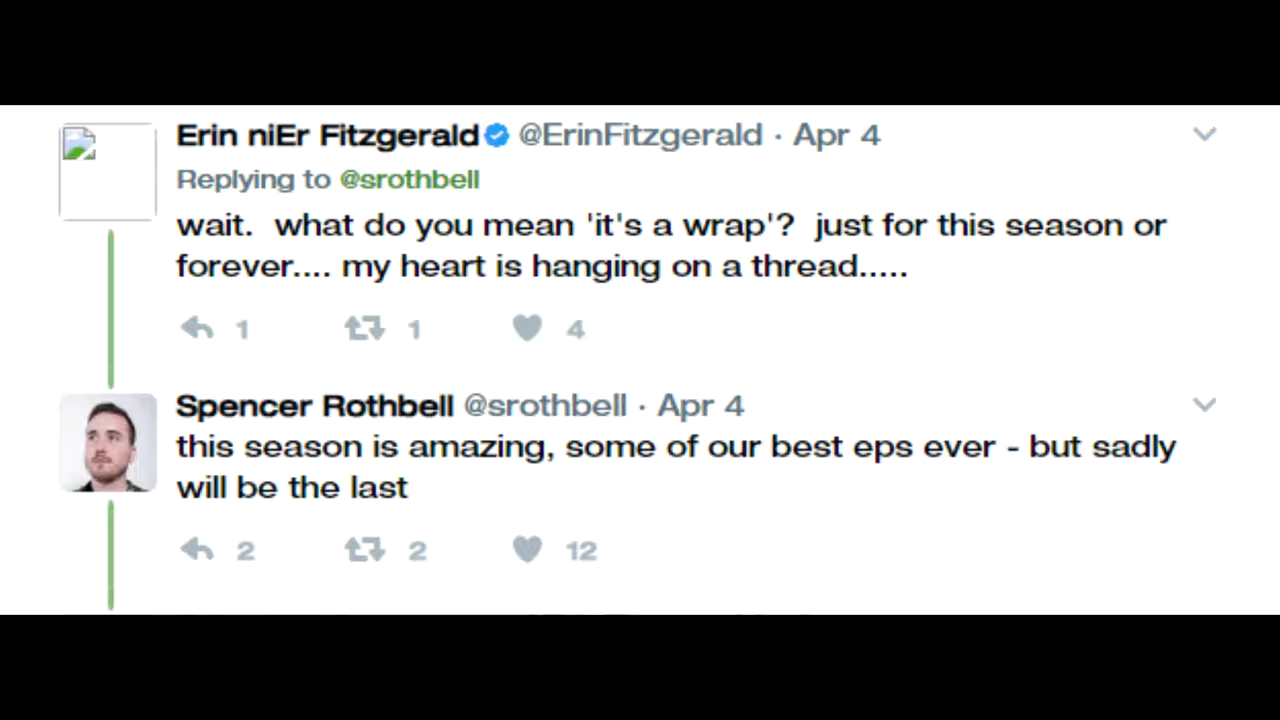 Erin niEr Fitzgerald @ErinFitzgerald · Apr 4
Replying to @srothbell
wait.  what do you mean 'it's a wrap'?  just for this season or
forever.... my heart is hanging on a thread.....
1 1 4
Spencer Rothbell @srothbell · Apr 4
this season is amazing, some of our best eps ever - but sadly
will be the last
2 2 12